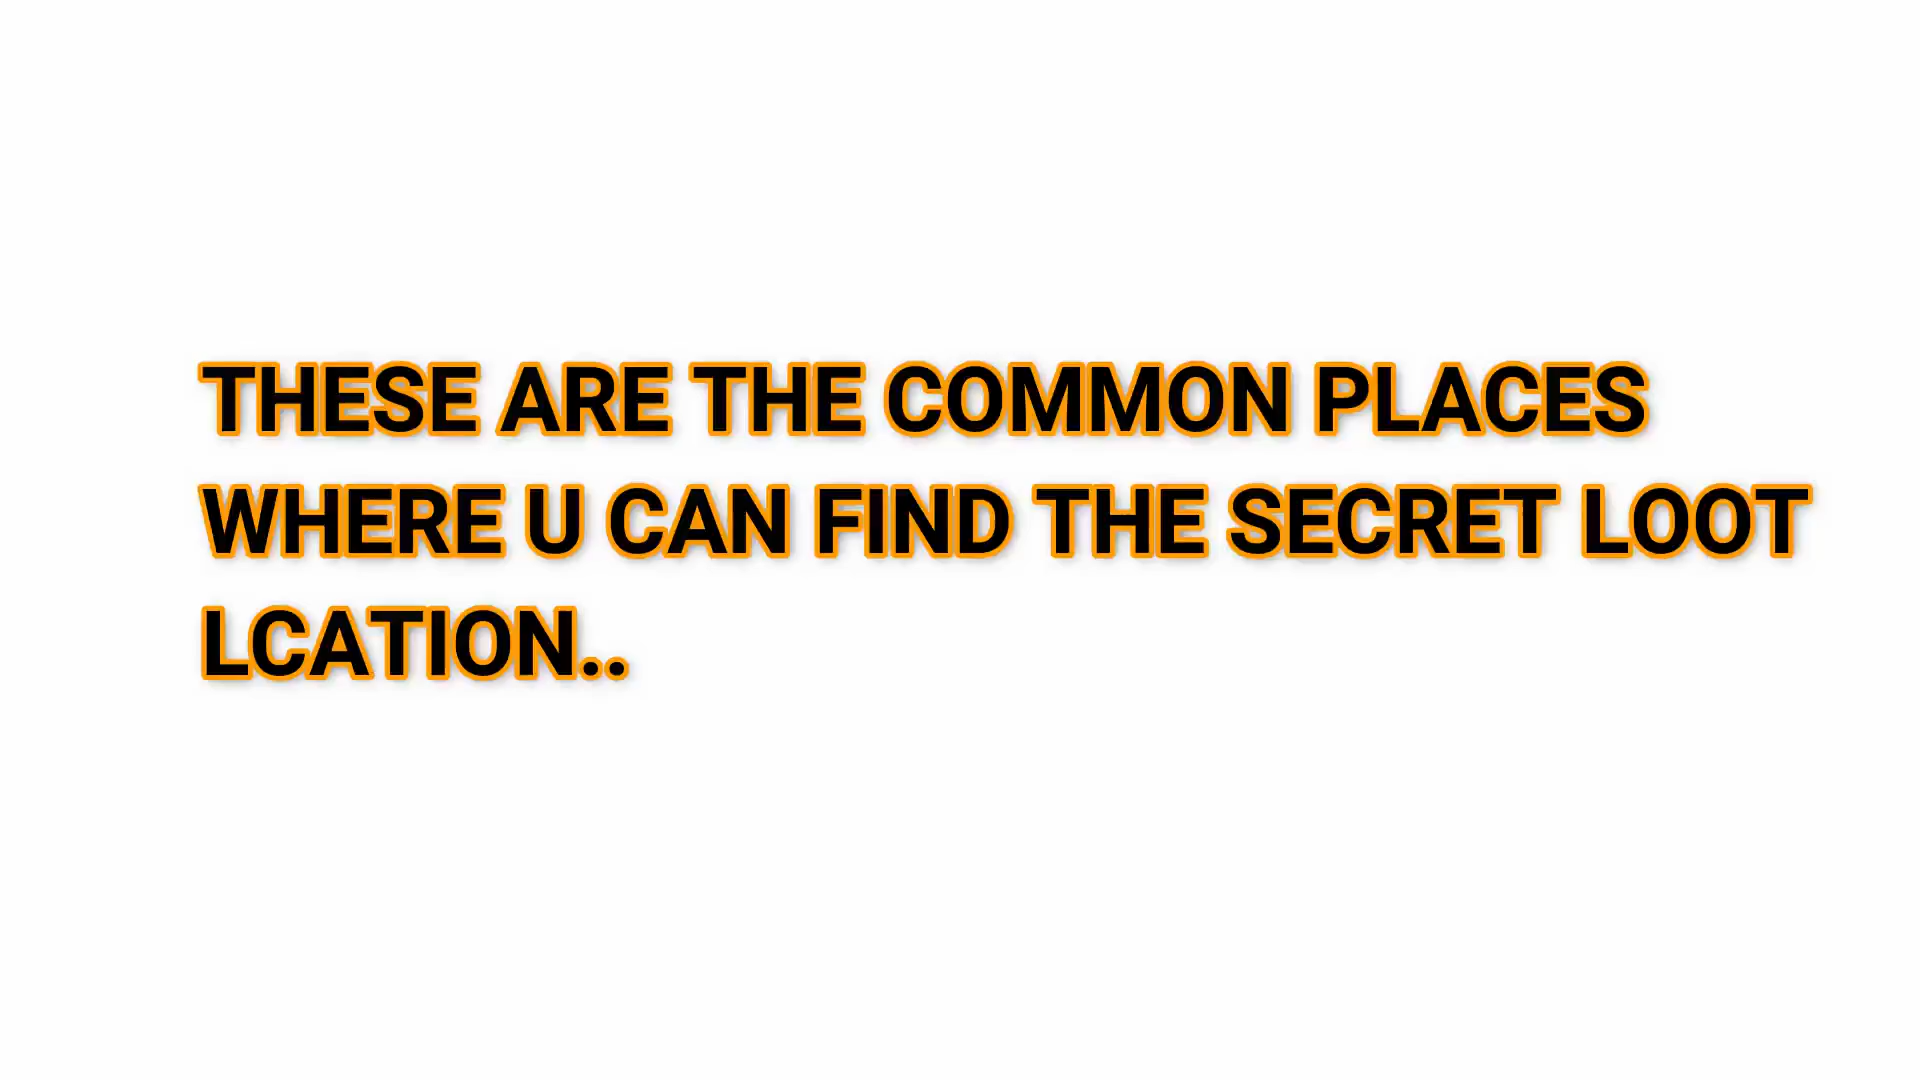 THESE ARE THE COMMON PLACES
WHERE U CAN FIND THE SECRET LOOT
LCATION..